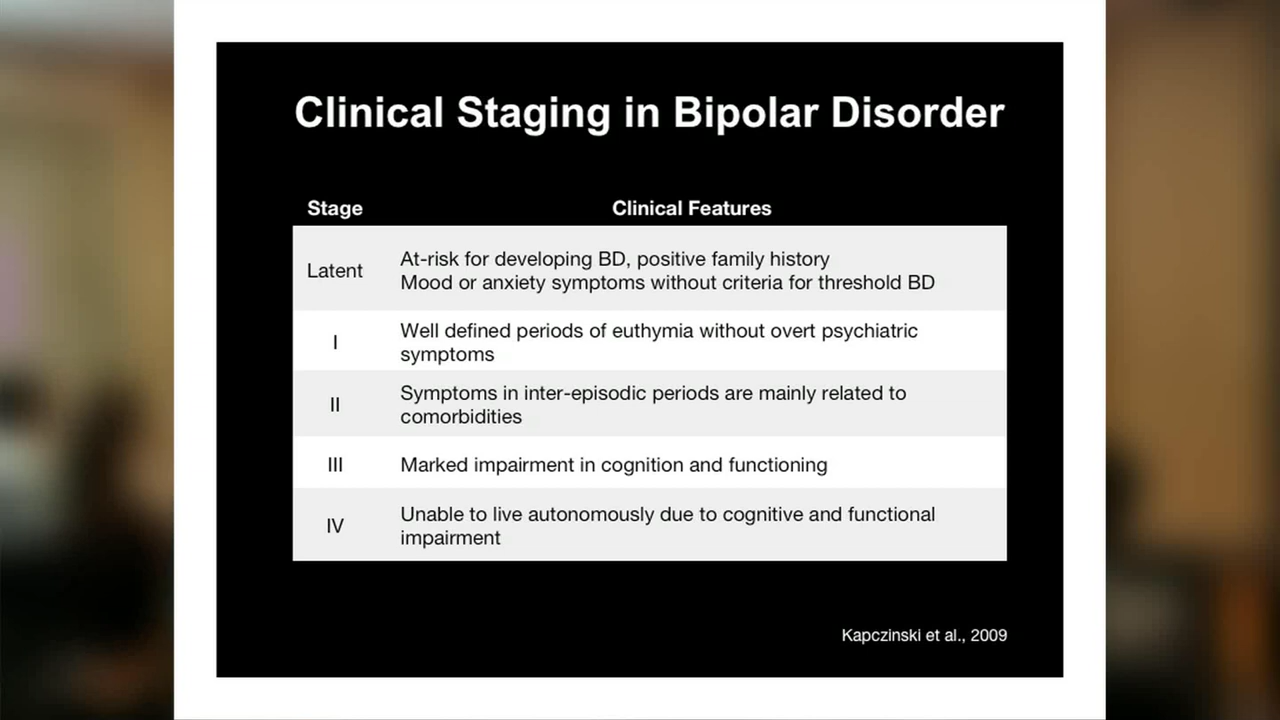 Clinical Staging in Bipolar Disorder
Stage Clinical Features
Latent
At-risk for developing BD, positive family history
Mood or anxiety symptoms without criteria for threshold BD
I
Well defined periods of euthymia without overt psychiatric
symptoms
II
Symptoms in inter-episodic periods are mainly related to
comorbidities
III
Marked impairment in cognition and functioning
IV
Unable to live autonomously due to cognitive and functional
impairment
Kapczinski et al., 2009